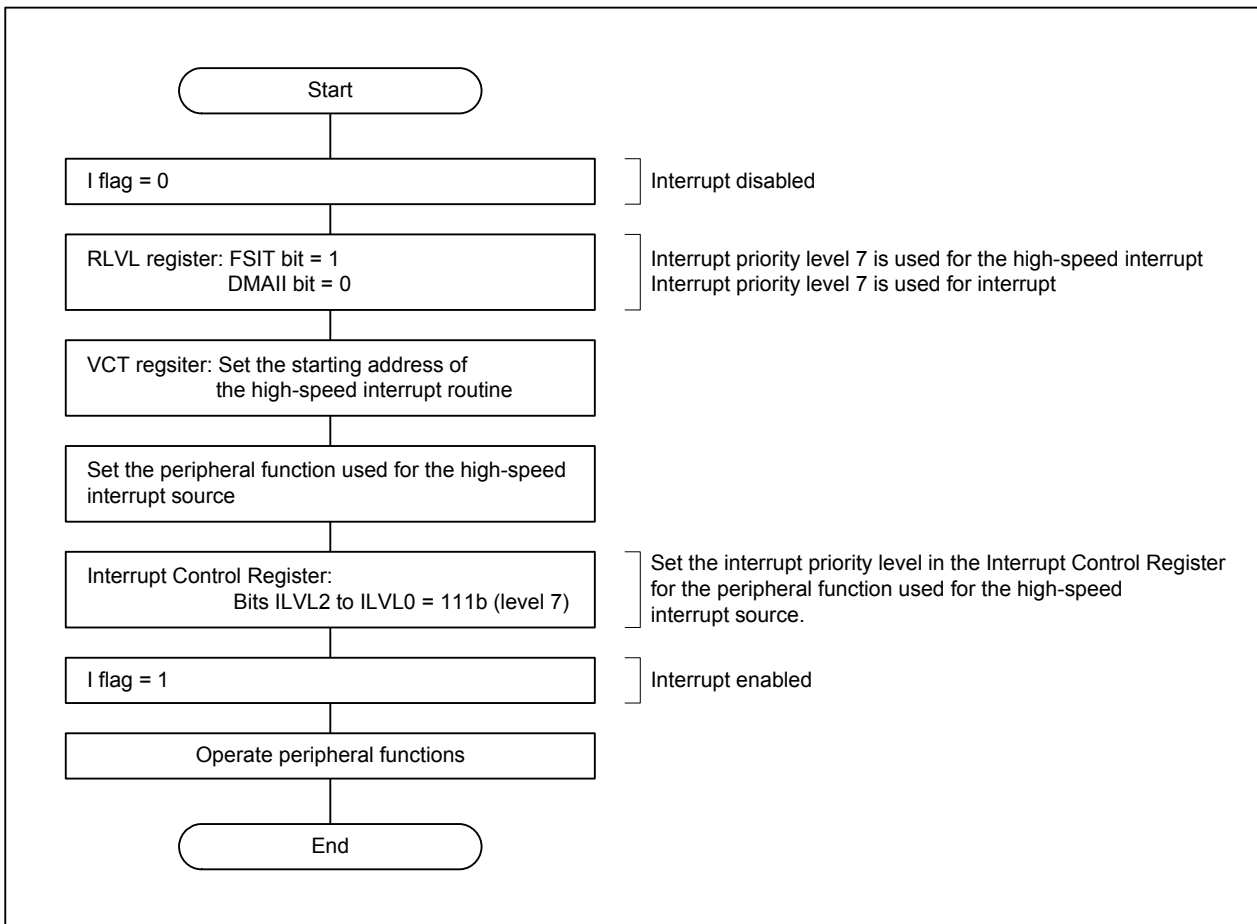 Start
I flag = 0
Interrupt disabled
RLVL register: FSIT bit = 1
DMAII bit = 0
Interrupt priority level 7 is used for the high-speed interrupt
Interrupt priority level 7 is used for interrupt
VCT regsiter: Set the starting address of
the high-speed interrupt routine
Set the peripheral function used for the high-speed
interrupt source
Interrupt Control Register:
Bits ILVL2 to ILVL0 = 111b (level 7)
Set the interrupt priority level in the Interrupt Control Register
for the peripheral function used for the high-speed
interrupt source.
I flag = 1
Interrupt enabled
Operate peripheral functions
End